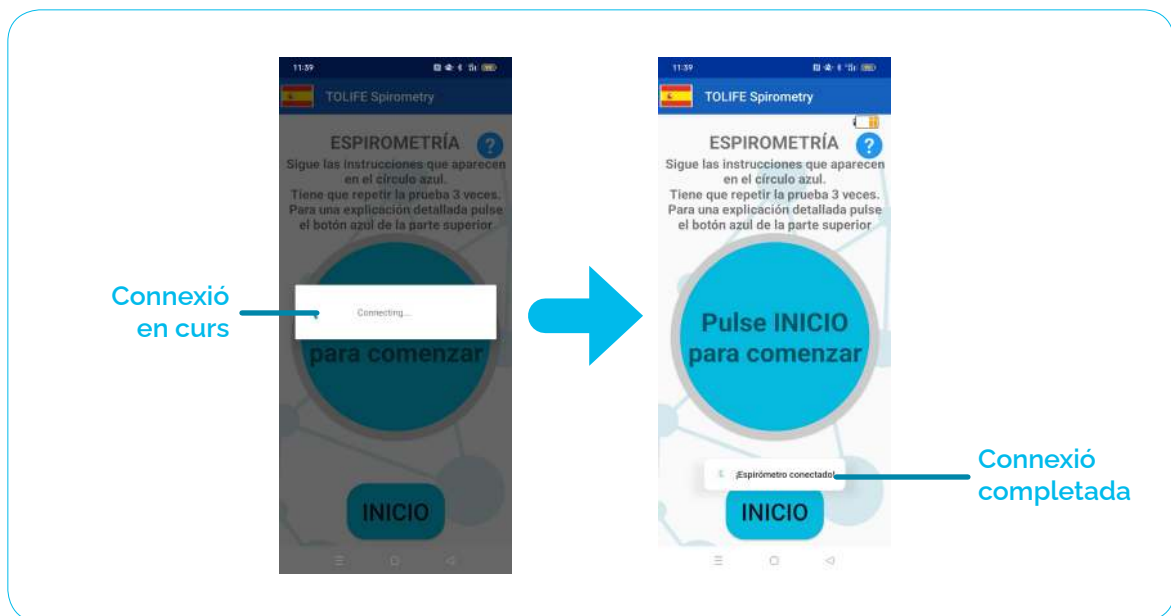 11:59
TOLIFE Spirometry
ESPIROMETRÍA
?
Sigue las instrucciones que aparecen
en el círculo azul.
Tiene que repetir la prueba 3 veces.
Para una explicación detallada pulse
el botón azul de la parte superior
Connecting...
para comenzar
INICIO
Connexió
en curs
11:59
TOLIFE Spirometry
ESPIROMETRÍA
?
Sigue las instrucciones que aparecen
en el círculo azul.
Tiene que repetir la prueba 3 veces.
Para una explicación detallada pulse
el botón azul de la parte superior
Pulse INICIO
para comenzar
¡Espirómetro conectado!
INICIO
Connexió
completada